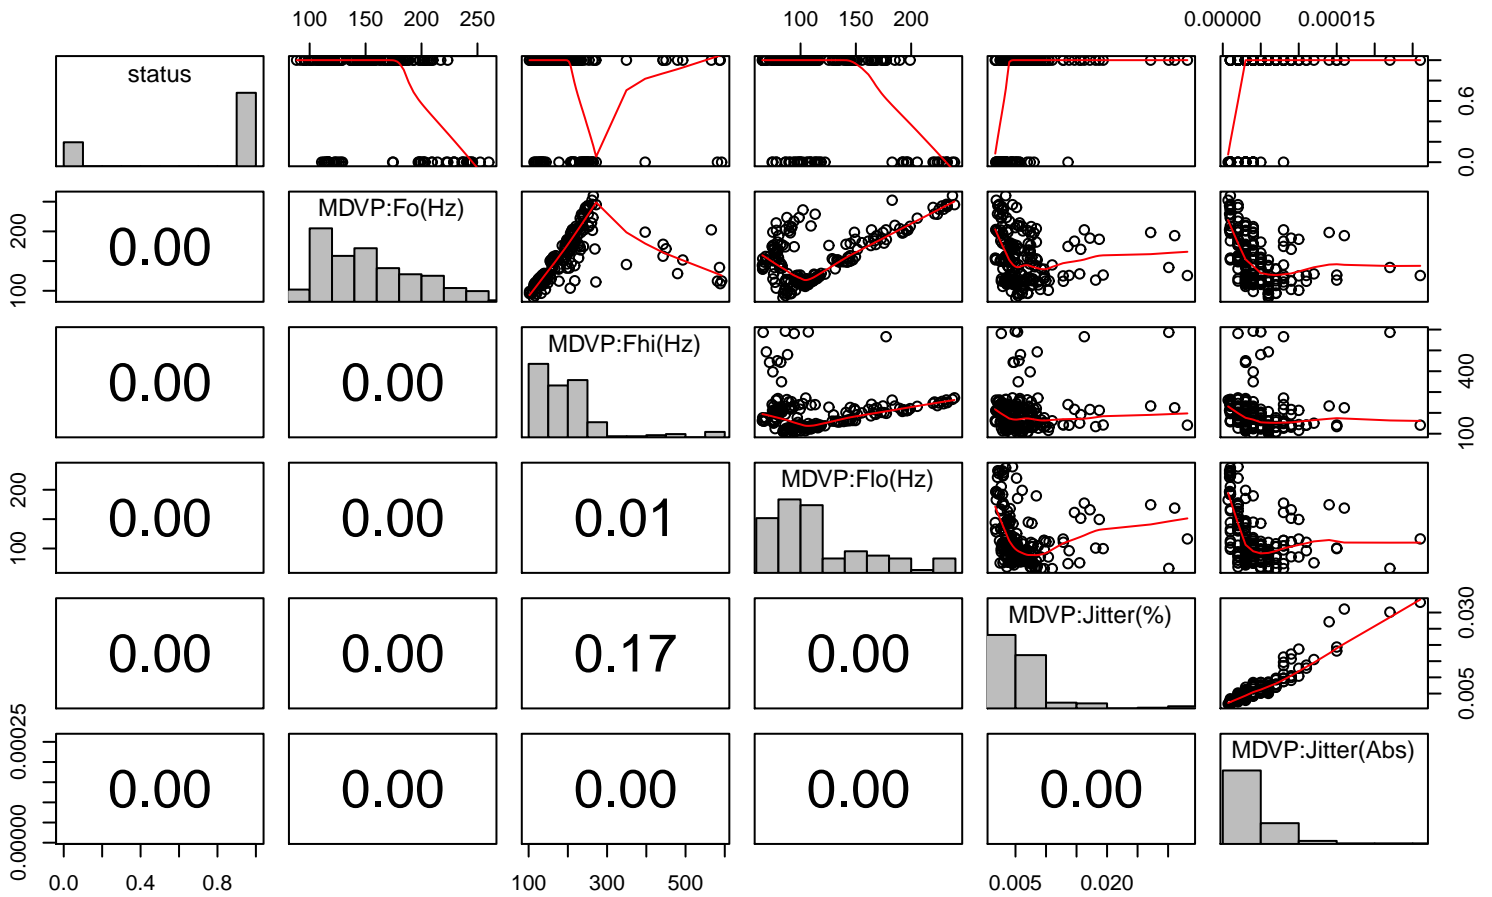 100 150 200 250 100 150 200 0.00000 0.00015
status
0.0 0.6
0.00 MDVP:Fo(Hz)
100 200
0.00 0.00 MDVP:Fhi(Hz)
100 400
0.00 0.00 0.01 MDVP:Flo(Hz)
100 200
0.00 0.00 0.17 0.00 MDVP:Jitter(%)
0.005 0.030
0.00 0.00 0.00 0.00 0.00 MDVP:Jitter(Abs)
0.00000 0.00025
0.0 0.4 0.8 100 300 500 0.005 0.020